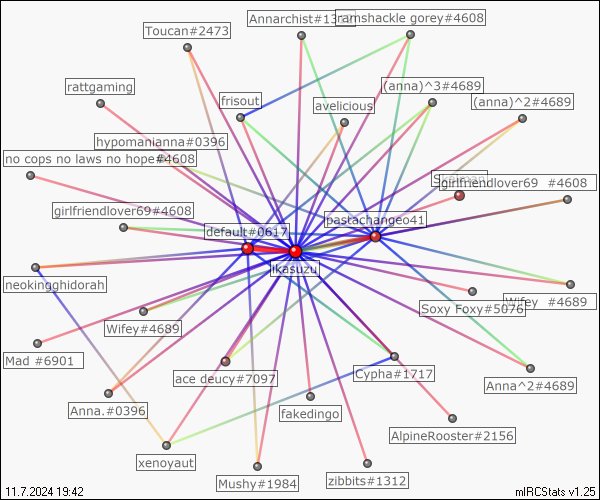 Annarchist#1312
ramshackle gorey#4608
Toucan#2473
rattgaming
(anna)^3#4689
frisout
avelicious
(anna)^2#4689
hypomanianna#0396
no cops no laws no hope#4608
girlfriendlover69 #4608
girlfriendlover69#4608
pastachangeo41
default#0617
ikasuzu
neokingghidorah
Wifey #4689
Soxy Foxy#5076
Wifey#4689
Mad #6901
Cypha#1717
ace deucy#7097
Anna^2#4689
Anna.#0396
fakedingo
AlpineRooster#2156
xenoyaut
zibbits#1312
Mushy#1984
11.7.2024 19:42
mIRCStats v1.25